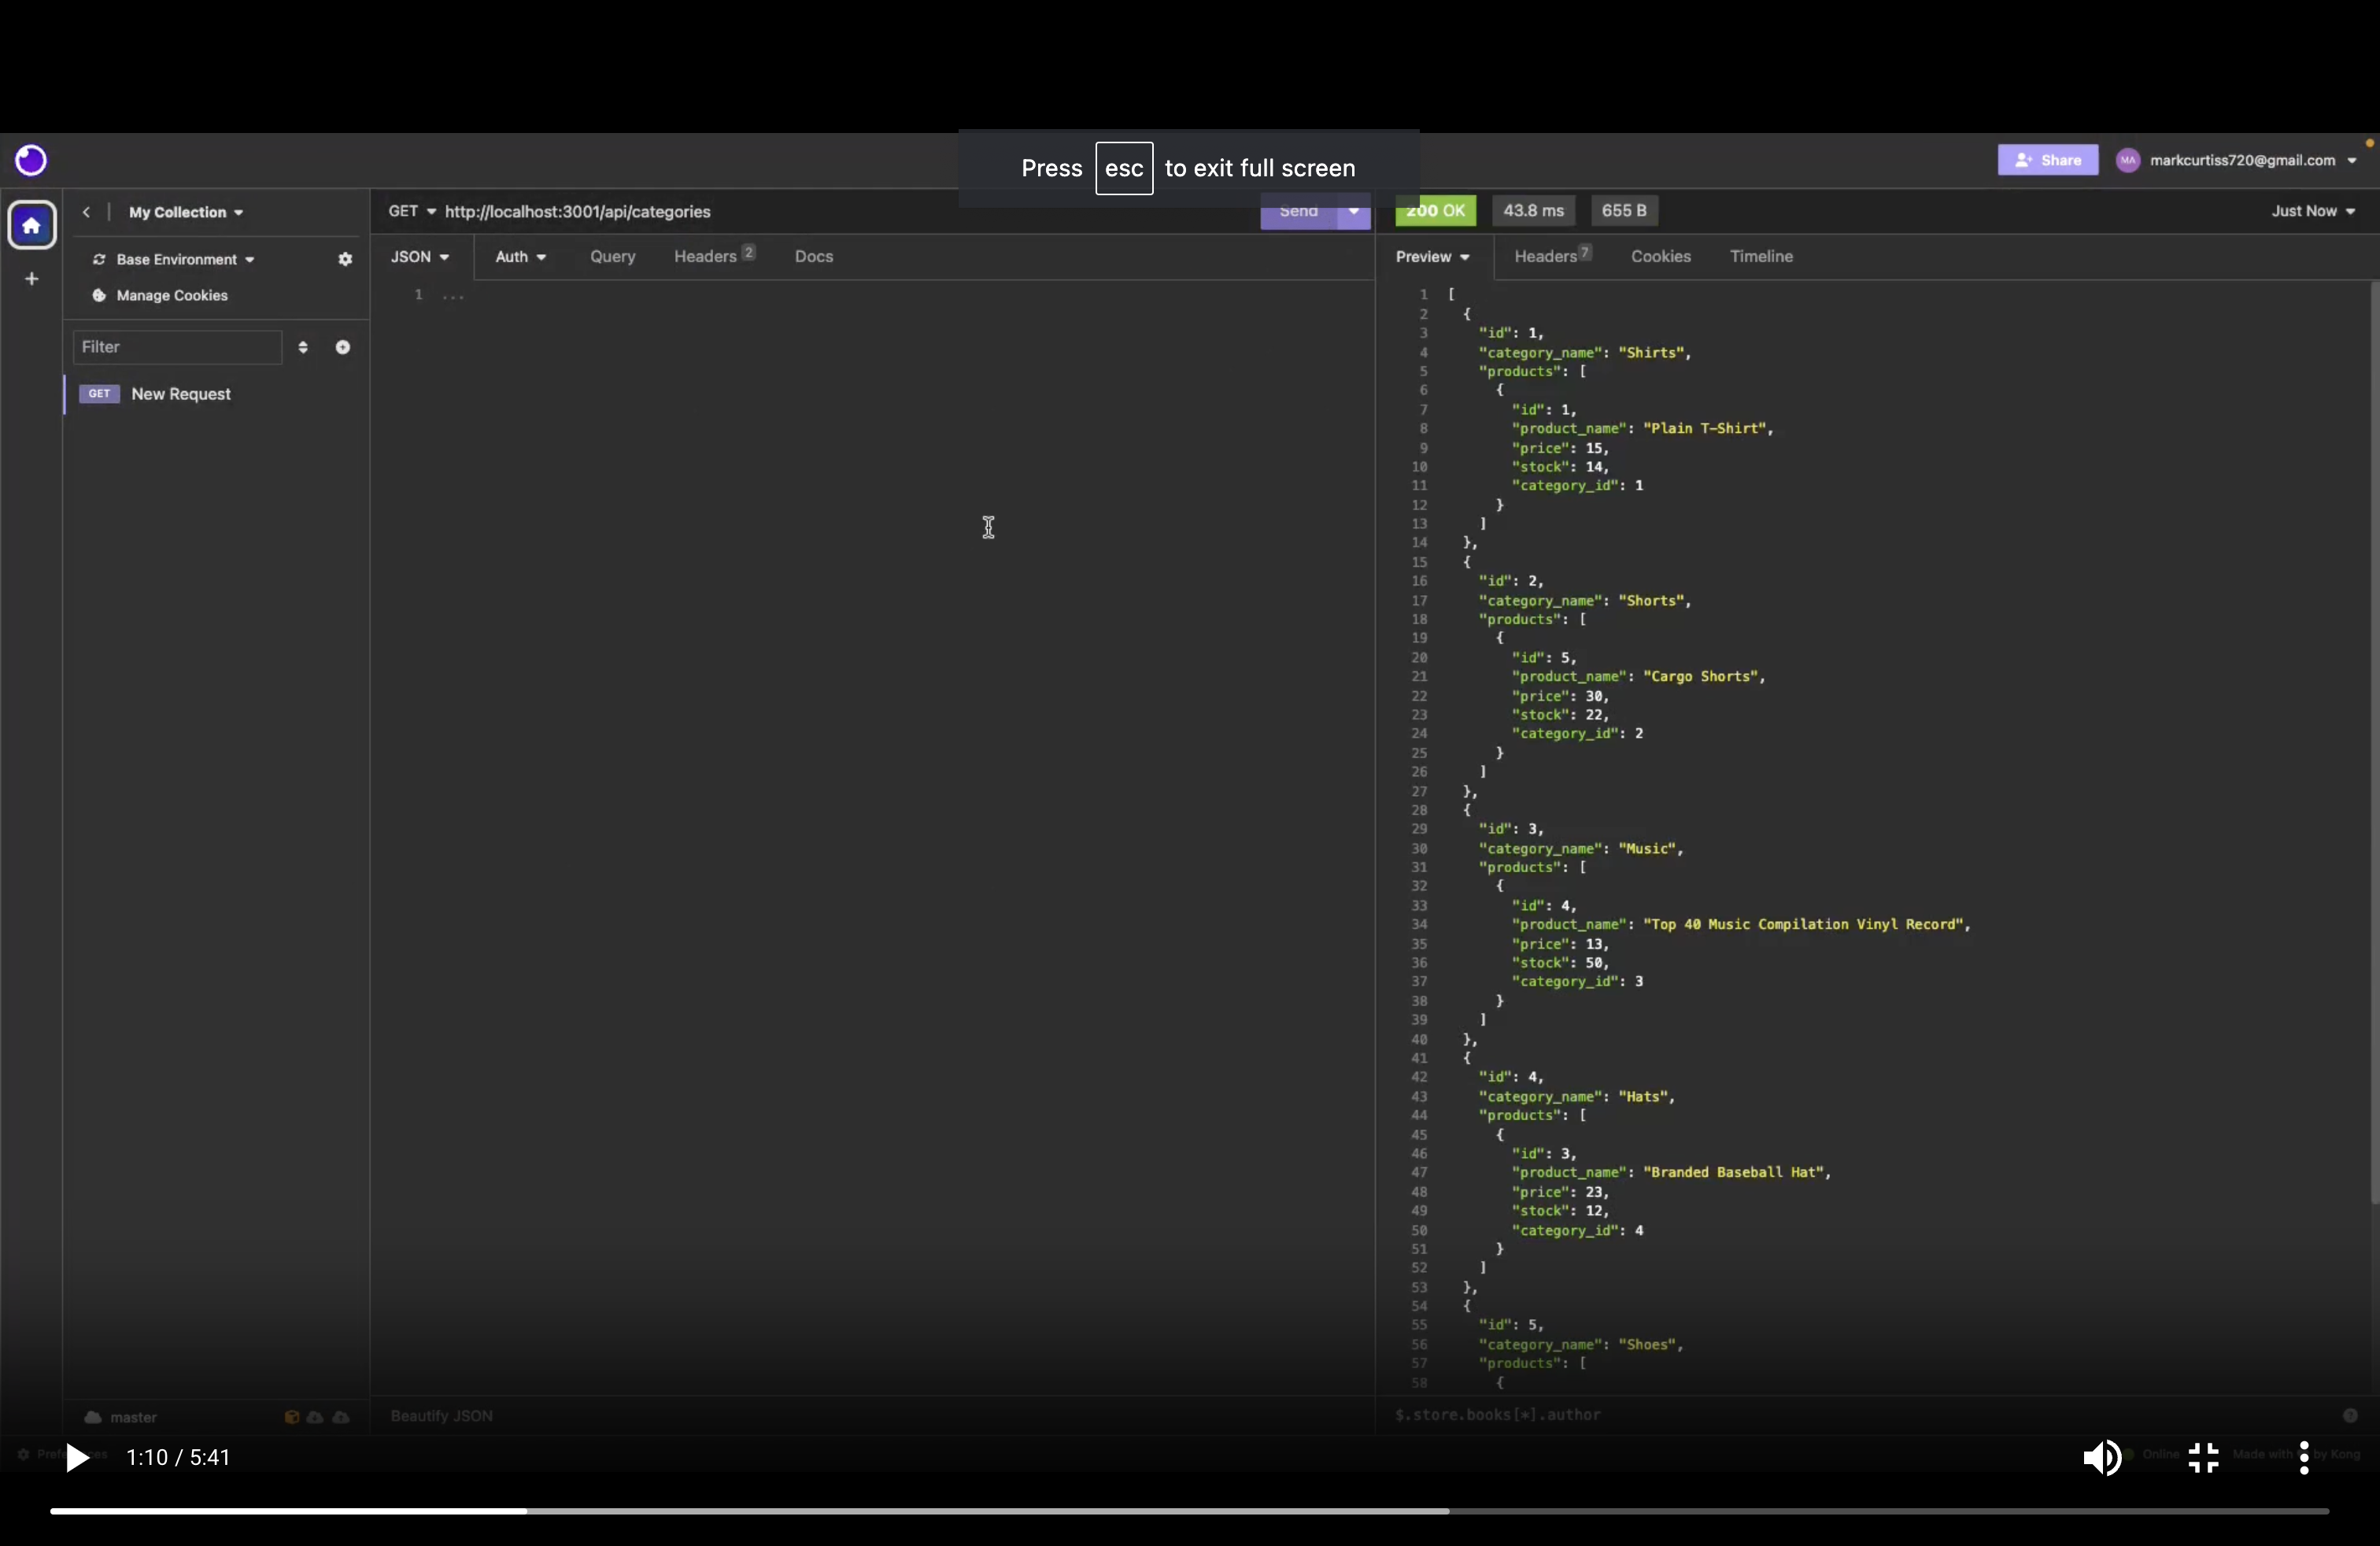 Press esc to exit full screen
Share
MA
markcurtiss720@gmail.com
My Collection
GET http://localhost:3001/api/categories
Send
200 OK
43.8 ms
655 B
Just Now
Base Environment
Manage Cookies
JSON
Auth
Query
Headers 2
Docs
Preview
Headers 7
Cookies
Timeline
Filter
GET New Request
1 ...
1 [
2 {
3 "id": 1,
4 "category_name": "Shirts",
5 "products": [
6 {
7 "id": 1,
8 "product_name": "Plain T-Shirt",
9 "price": 15,
10 "stock": 14,
11 "category_id": 1
12 }
13 ]
14 },
15 {
16 "id": 2,
17 "category_name": "Shorts",
18 "products": [
19 {
20 "id": 5,
21 "product_name": "Cargo Shorts",
22 "price": 30,
23 "stock": 22,
24 "category_id": 2
25 }
26 ]
27 },
28 {
29 "id": 3,
30 "category_name": "Music",
31 "products": [
32 {
33 "id": 4,
34 "product_name": "Top 40 Music Compilation Vinyl Record",
35 "price": 13,
36 "stock": 50,
37 "category_id": 3
38 }
39 ]
40 },
41 {
42 "id": 4,
43 "category_name": "Hats",
44 "products": [
45 {
46 "id": 3,
47 "product_name": "Branded Baseball Hat",
48 "price": 23,
49 "stock": 12,
50 "category_id": 4
51 }
52 ]
53 },
54 {
55 "id": 5,
56 "category_name": "Shoes",
57 "products": [
58 {
master
Beautify JSON
$.store.books[*].author
1:10 / 5:41
Online
Made with
by Kong